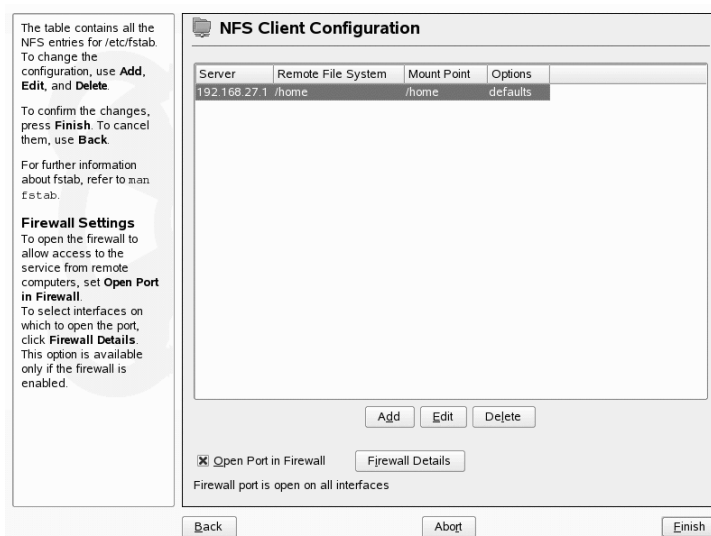 The table contains all the
NFS entries for /etc/fstab.
To change the
configuration, use Add,
Edit, and Delete.
To confirm the changes,
press Finish. To cancel
them, use Back.
For further information
about fstab, refer to man
fstab.
Firewall Settings
To open the firewall to
allow access to the
service from remote
computers, set Open Port
in Firewall.
To select interfaces on
which to open the port,
click Firewall Details.
This option is available
only if the firewall is
enabled.
NFS Client Configuration
Server Remote File System Mount Point Options
192.168.27.1 /home /home defaults
Add Edit Delete
Open Port in Firewall Firewall Details
Firewall port is open on all interfaces
Back Abort Finish